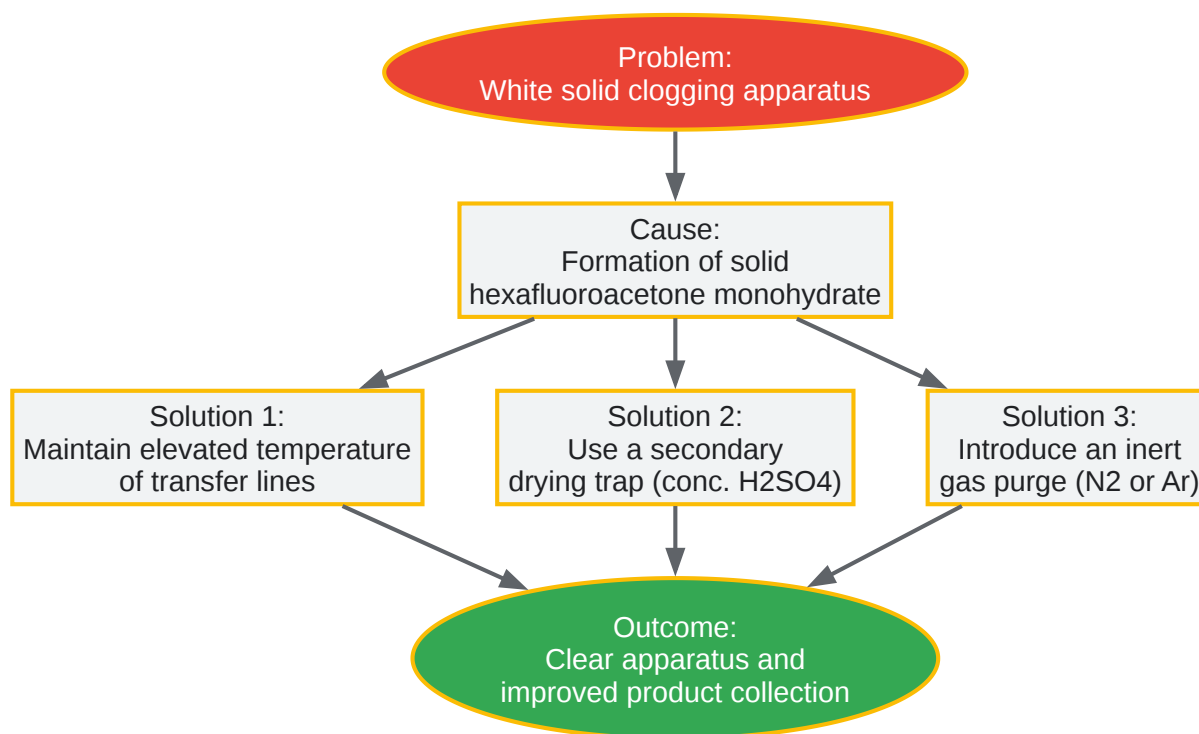 Problem:
White solid clogging apparatus
Cause:
Formation of solid
hexafluoroacetone monohydrate
Solution 1:
Maintain elevated temperature
of transfer lines
Solution 2:
Use a secondary
drying trap (conc. H2SO4)
Solution 3:
Introduce an inert
gas purge (N2 or Ar)
Outcome:
Clear apparatus and
improved product collection